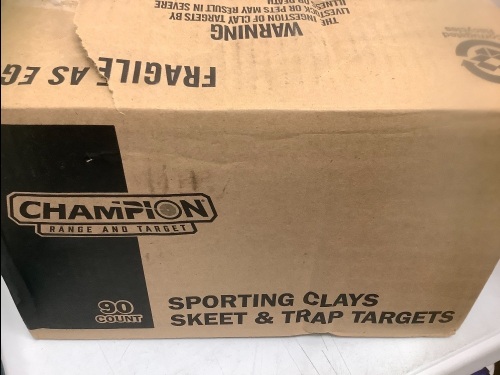 THE INGESTION OF CLAY TARGETS BY
LIVESTOCK OR PETS MAY RESULT IN SEVERE
ILLNESS OR DEATH
WARNING
FRAGILE AS EG
CHAMPION
RANGE AND TARGET
90
COUNT
SPORTING CLAYS
SKEET & TRAP TARGETS